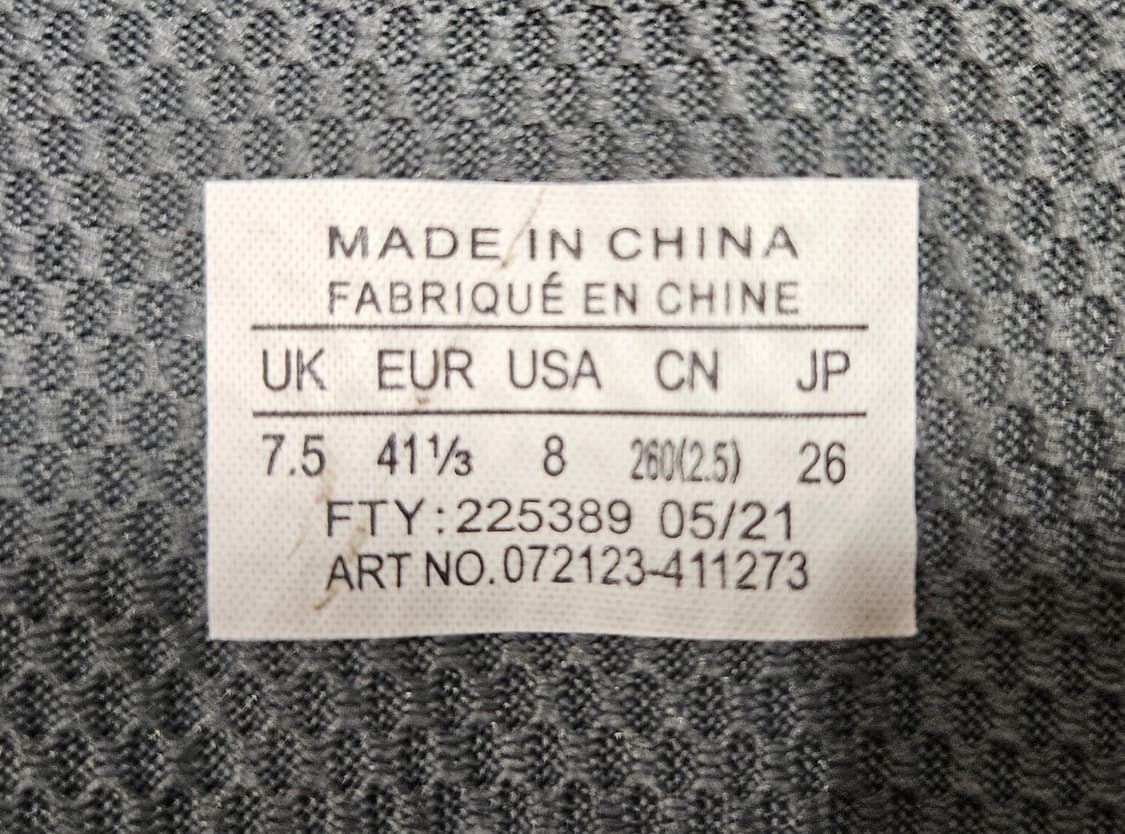 MADE IN CHINA
FABRIQUÉ EN CHINE
UK EUR USA CN JP
7.5 41⅓ 8 260(2.5) 26
FTY:225389 05/21
ART NO.072123-411273